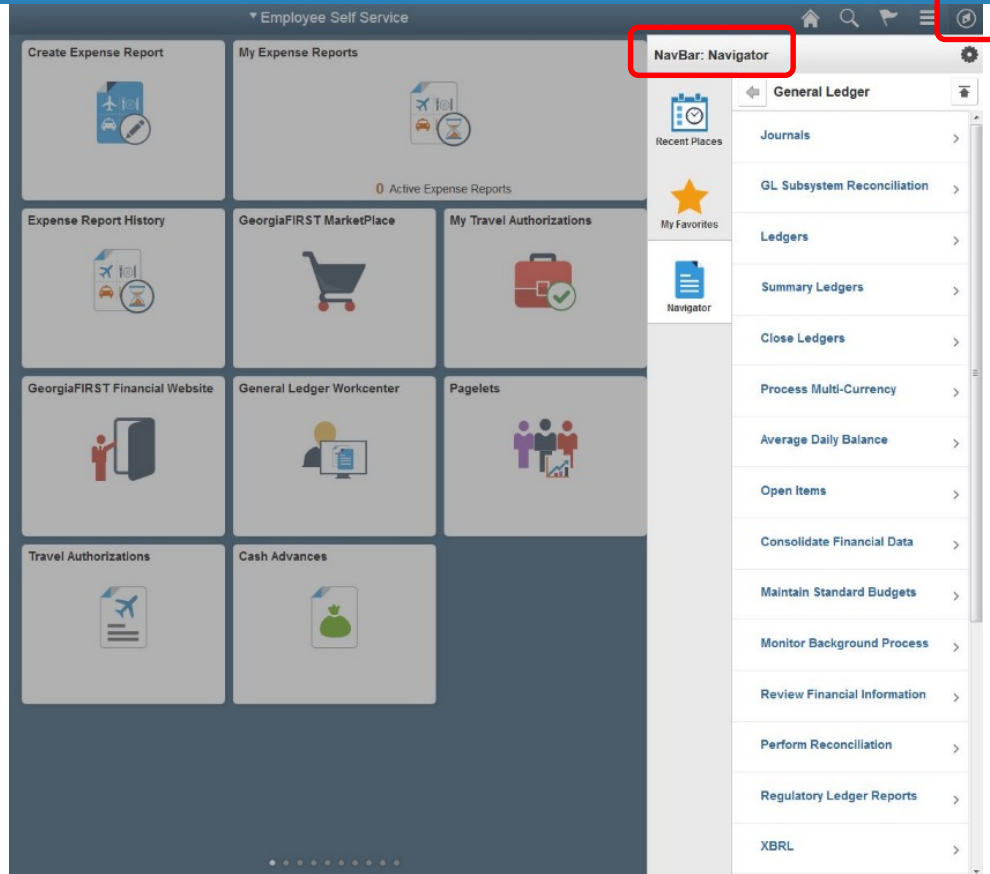 Employee Self Service
Create Expense Report
My Expense Reports
0 Active Expense Reports
Expense Report History
GeorgiaFIRST MarketPlace
My Travel Authorizations
GeorgiaFIRST Financial Website
General Ledger Workcenter
Pagelets
Travel Authorizations
Cash Advances
NavBar: Navigator
Recent Places
My Favorites
Navigator
General Ledger
Journals
GL Subsystem Reconciliation
Ledgers
Summary Ledgers
Close Ledgers
Process Multi-Currency
Average Daily Balance
Open Items
Consolidate Financial Data
Maintain Standard Budgets
Monitor Background Process
Review Financial Information
Perform Reconciliation
Regulatory Ledger Reports
XBRL